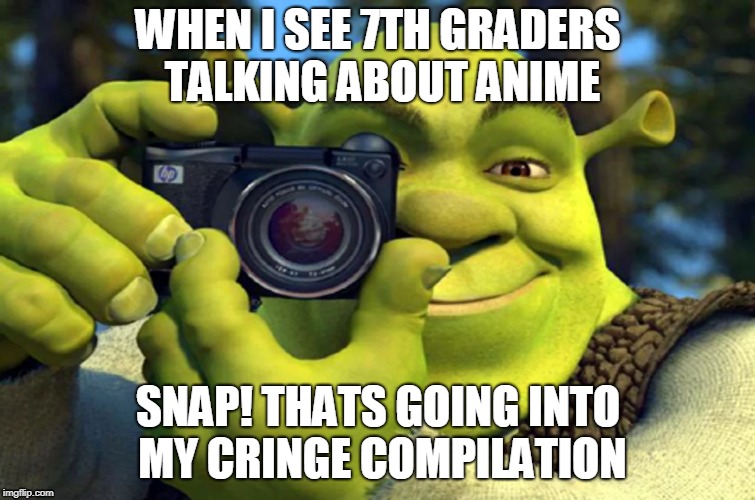 WHEN I SEE 7TH GRADERS
TALKING ABOUT ANIME
hp
SNAP! THATS GOING INTO
MY CRINGE COMPILATION
imgflip.com